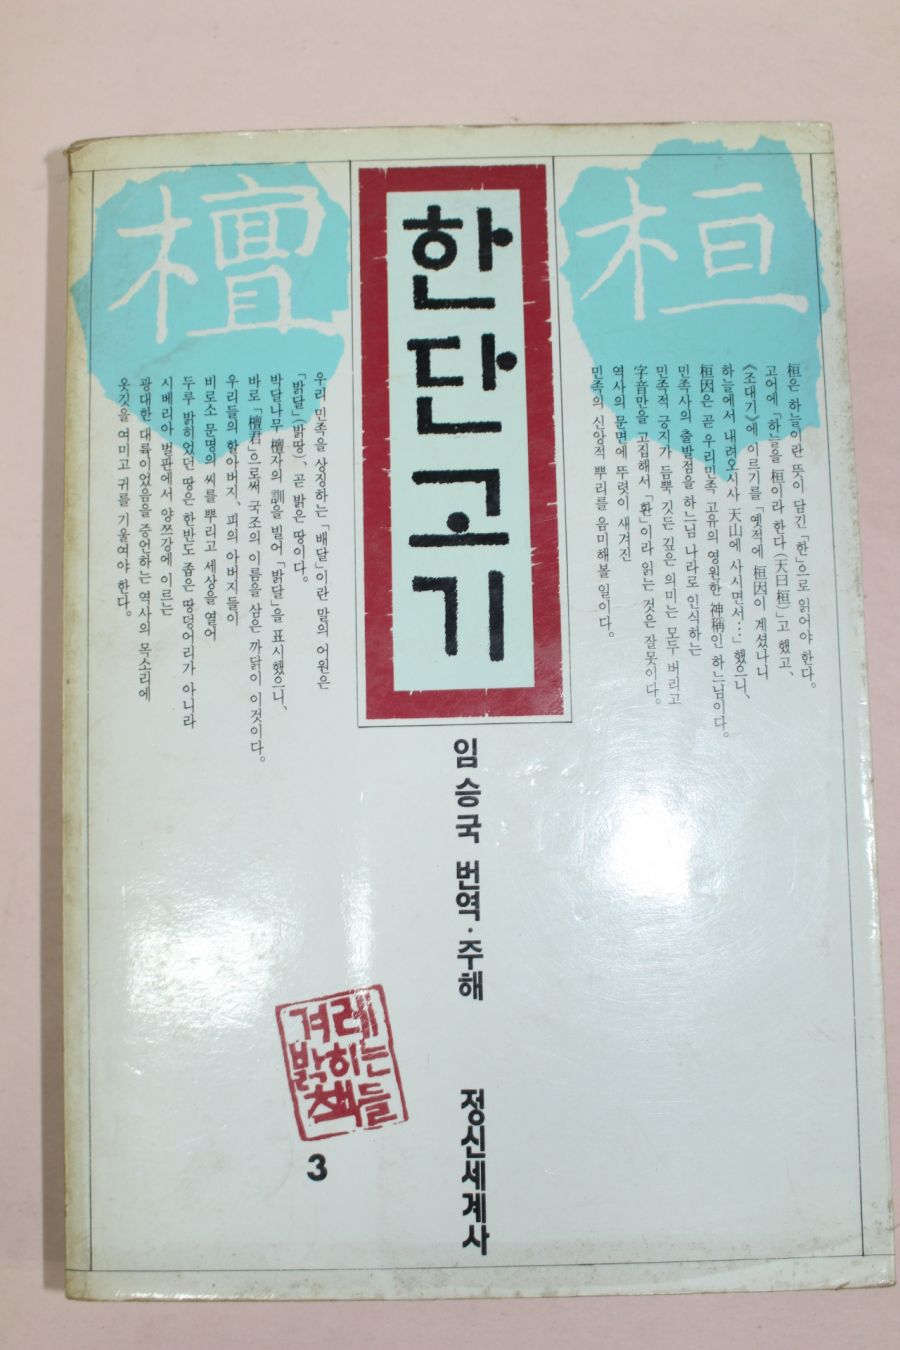 桓
檀
한단고기
桓은 하늘이란 뜻이 담긴 「한」으로 읽어야 한다。
고어에 「하늘을 桓이라 한다(天曰桓)」고 했고、
《조대기》에 이르기를 「옛적에 桓因이 계셨나니
하늘에서 내려오시사 天山에 사시면서…」 했으니、
桓因은 곧 우리민족 고유의 영원한 神稱인 하느님이다。
민족사의 출발점을 하느님 나라로 인식하는
민족적 긍지가 듬뿍 깃든 깊은 의미는 모두 버리고
字音만을 고집해서 「환」이라 읽는 것은 잘못이다。
역사의 문면에 뚜렷이 새겨진
민족의 신앙적 뿌리를 음미해볼 일이다。
우리 민족을 상징하는 「배달」이란 말의 어원은
「밝달」(밝땅)、 곧 밝은 땅이다。
박달나무 檀자의 訓을 빌어 「밝달」을 표시했으니、
바로 「檀君」으로써 국조의 이름을 삼은 까닭이 이것이다。
우리들의 할아버지、 피의 아버지들이
비로소 문명의 씨를 뿌리고 세상을 열어
두루 밝히었던 땅은 한반도 좁은 땅덩어리가 아니라
시베리아 벌판에서 양쯔강에 이르는
광대한 대륙이었음을 증언하는 역사의 목소리에
옷깃을 여미고 귀를 기울여야 한다。
임승국 번역·주해
겨레
밝히는
책들
3
정신세계사